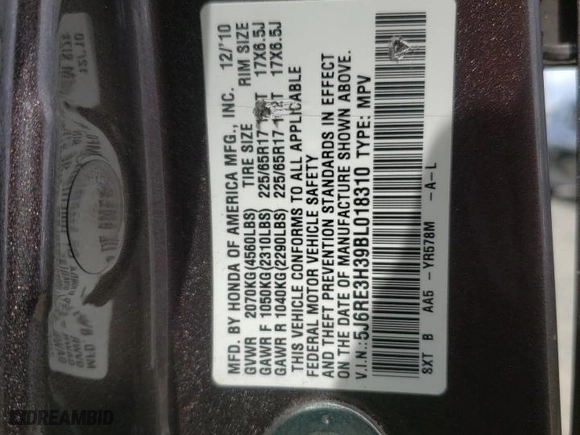 MFD. BY HONDA OF AMERICA MFG., INC. 12/'10
TIRE SIZE RIM SIZE
GVWR 2070KG(4560LBS)
GAWR F 1050KG(2310LBS) 225/65R17 T 17X6.5J
GAWR R 1040KG(2290LBS) 225/65R17 T 17X6.5J
THIS VEHICLE CONFORMS TO ALL APPLICABLE
FEDERAL MOTOR VEHICLE SAFETY
AND THEFT PREVENTION STANDARDS IN EFFECT
ON THE DATE OF MANUFACTURE SHOWN ABOVE.
V.I.N.: 5J6RE3H39BL018310 TYPE: MPV
SXT B AA5 - YR578M - A - L
DREAMBID